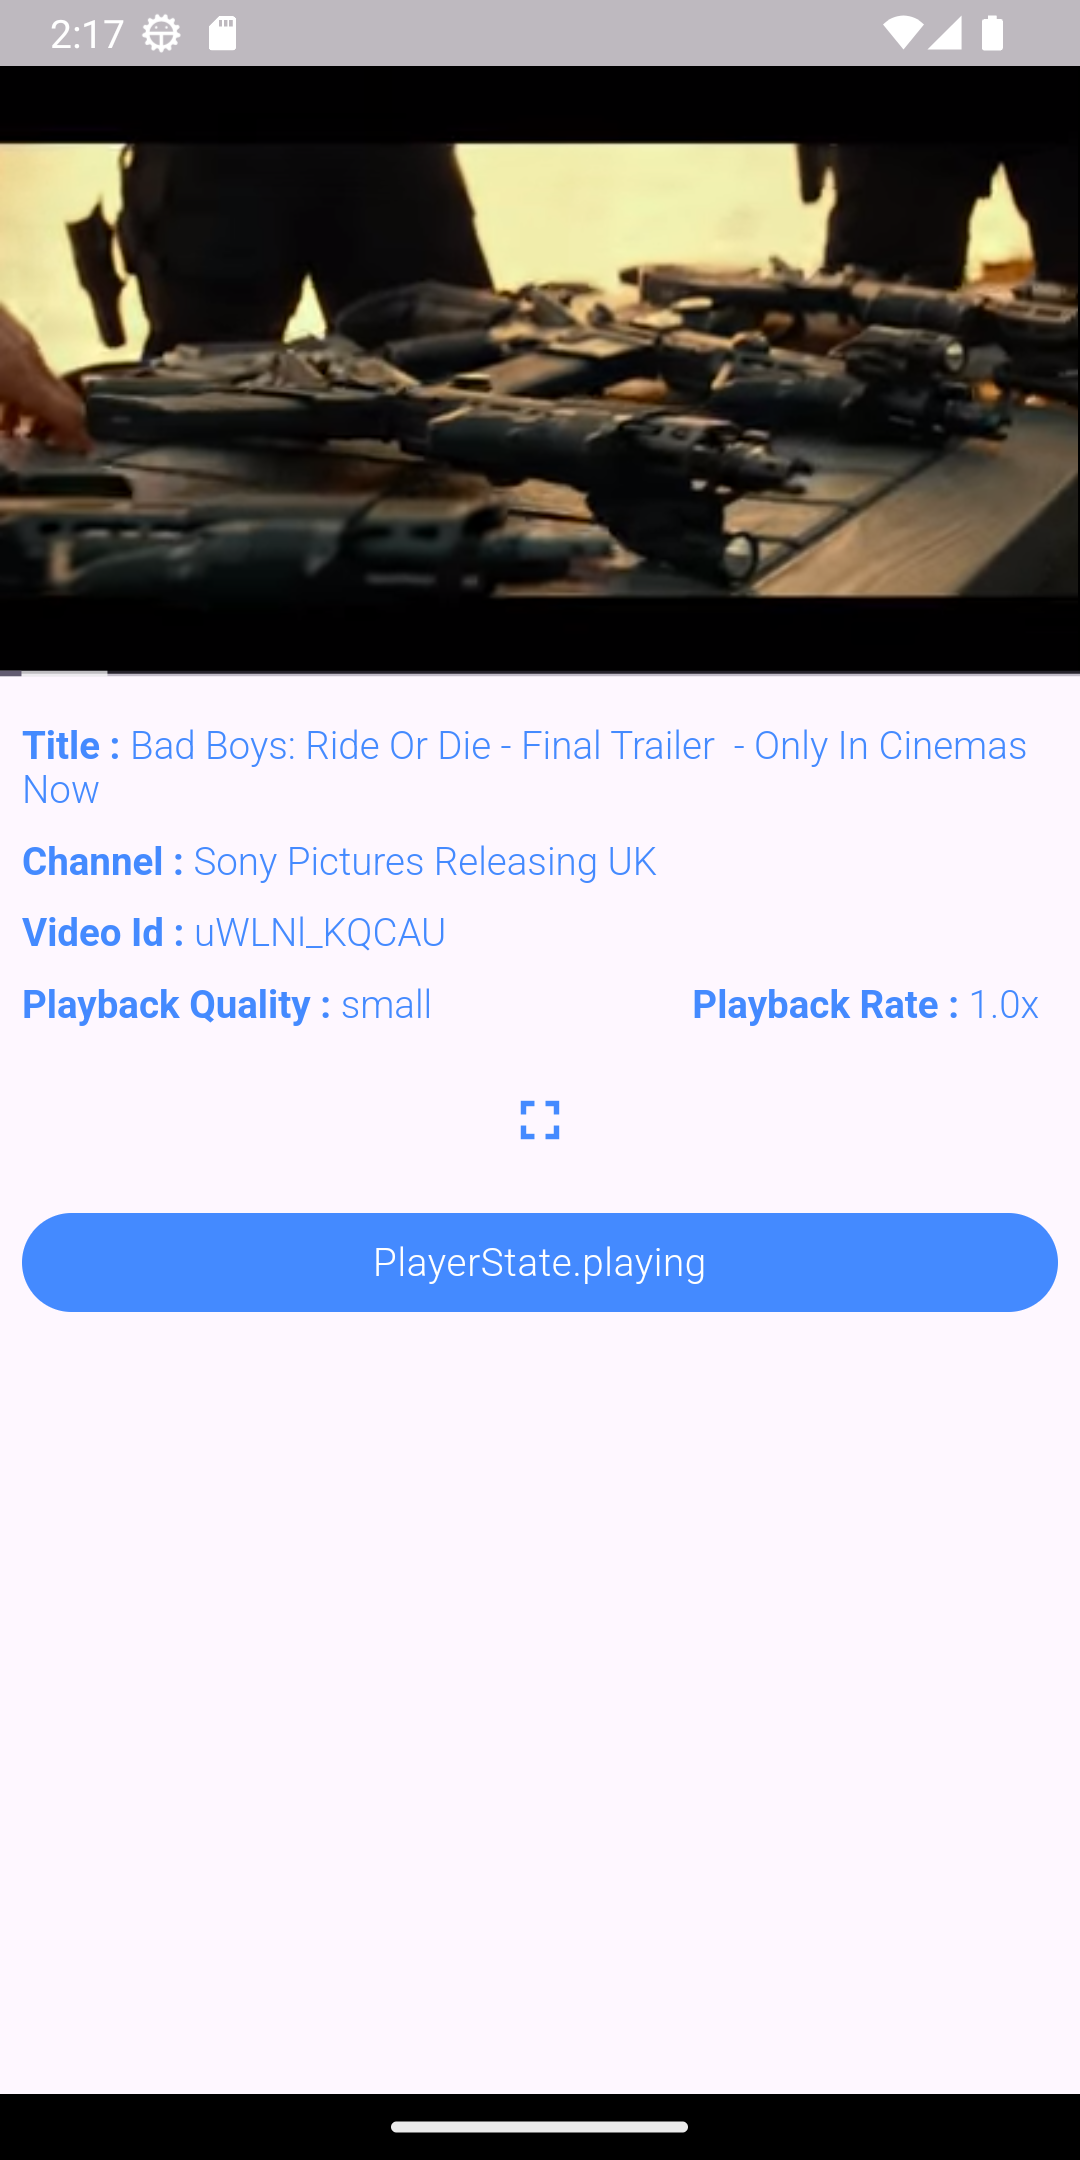 2:17
Title : Bad Boys: Ride Or Die - Final Trailer  - Only In Cinemas
Now
Channel : Sony Pictures Releasing UK
Video Id : uWLNl_KQCAU
Playback Quality : small
Playback Rate : 1.0x
PlayerState.playing